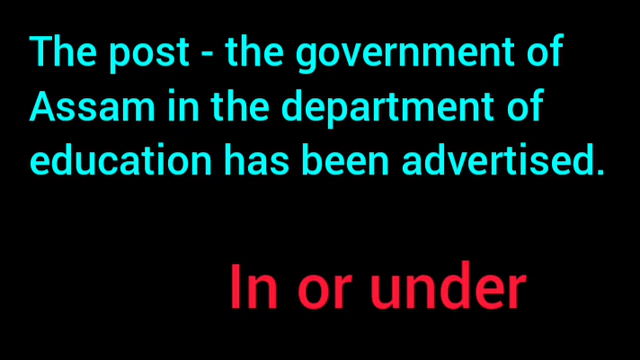 The post - the government of
Assam in the department of
education has been advertised.
In or under